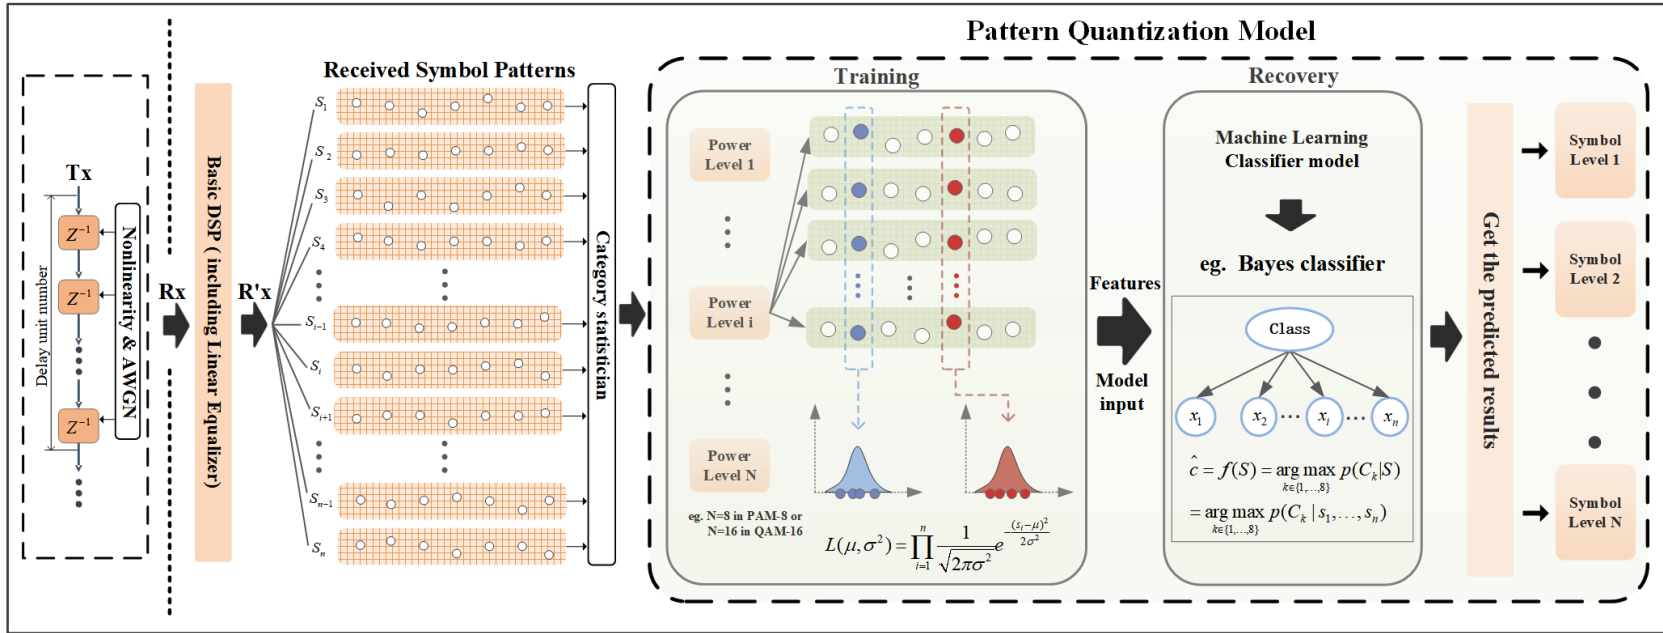 Pattern Quantization Model
Tx
Z⁻¹
Z⁻¹
Z⁻¹
Delay unit number
Nonlinearity & AWGN
Rx
Basic DSP ( including Linear Equalizer)
R'x
Received Symbol Patterns
S₁
S₂
S₃
S₄
Sᵢ₋₁
Sᵢ
Sᵢ₊₁
Sₙ₋₁
Sₙ
Category statistician
Training
Power
Level 1
Power
Level i
Power
Level N
eg. N=8 in PAM-8 or
N=16 in QAM-16
L(μ,σ²) = ∏ᵢ₌₁ⁿ 1/√(2πσ²) e^(−(sᵢ−μ)²/2σ²)
Features
Model
input
Recovery
Machine Learning
Classifier model
eg. Bayes classifier
Class
x₁
x₂
...
xᵢ
...
xₙ
ĉ = f(S) = arg max p(Cₖ|S)
k∈{1,...,8}
= arg max p(Cₖ | s₁,...,sₙ)
k∈{1,...,8}
Get the predicted results
Symbol
Level 1
Symbol
Level 2
Symbol
Level N